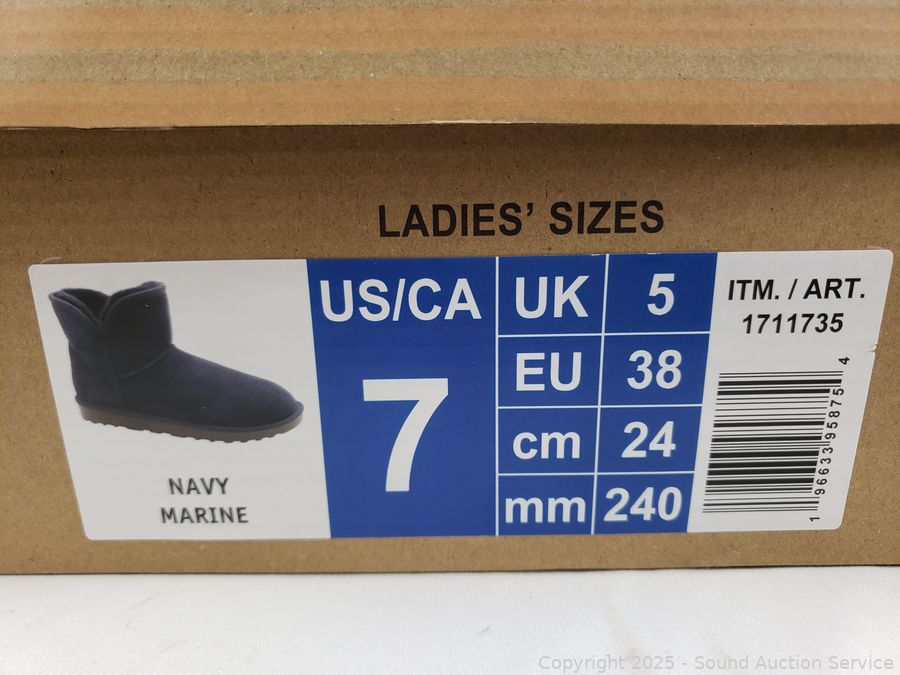 LADIES’ SIZES
NAVY
MARINE
US/CA
7
UK 5
EU 38
cm 24
mm 240
ITM. / ART.
1711735
1 96633 95875 4
Copyright © 2025 - Sound Auction Service